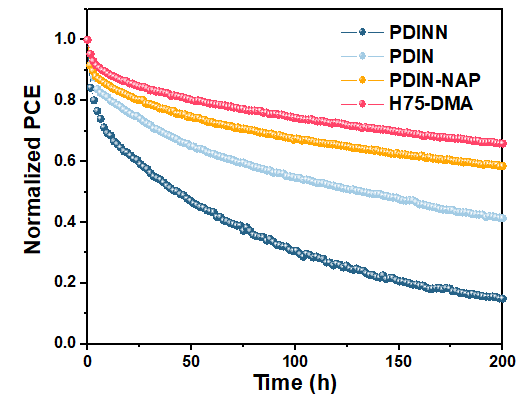 1.0
0.8
0.6
0.4
0.2
0.0
Normalized PCE
PDINN
PDIN
PDIN-NAP
H75-DMA
0 50 100 150 200
Time (h)